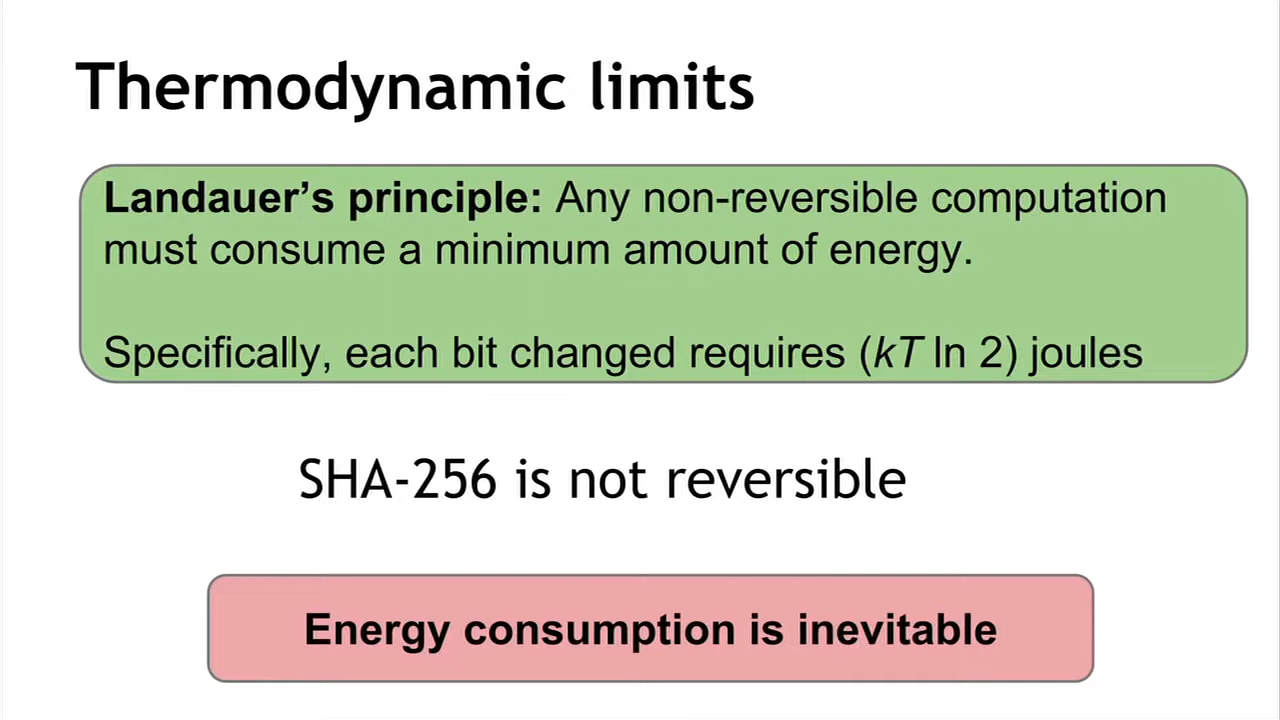 Thermodynamic limits
Landauer’s principle: Any non-reversible computation
must consume a minimum amount of energy.
Specifically, each bit changed requires (kT ln 2) joules
SHA-256 is not reversible
Energy consumption is inevitable